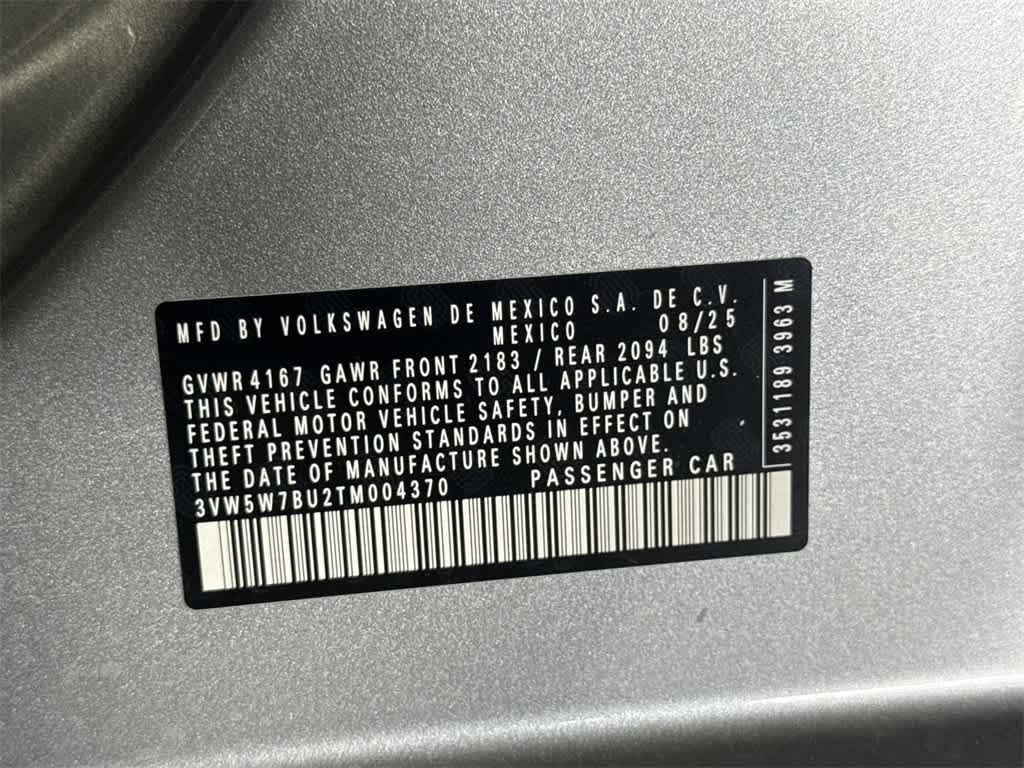 MFD BY VOLKSWAGEN DE MEXICO S.A. DE C.V.
MEXICO 08/25
GVWR 4167 GAWR FRONT 2183 / REAR 2094 LBS
THIS VEHICLE CONFORMS TO ALL APPLICABLE U.S.
FEDERAL MOTOR VEHICLE SAFETY, BUMPER AND
THEFT PREVENTION STANDARDS IN EFFECT ON
THE DATE OF MANUFACTURE SHOWN ABOVE.
3VW5W7BU2TM004370 PASSENGER CAR
3531189 3963 M